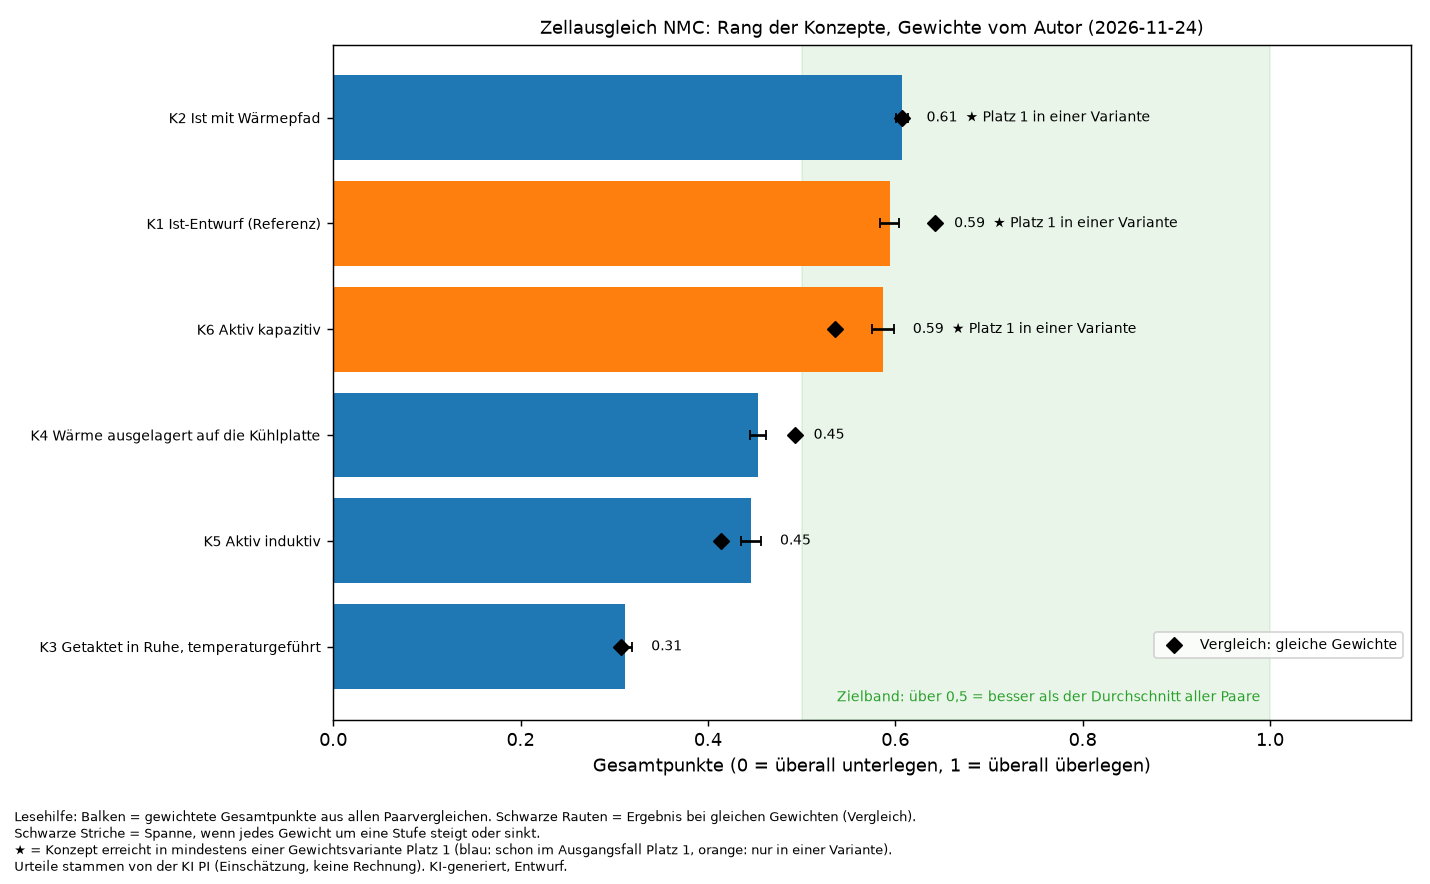 Zellausgleich NMC: Rang der Konzepte, Gewichte vom Autor (2026-11-24)
K2 Ist mit Wärmepfad
0.61 ★ Platz 1 in einer Variante
K1 Ist-Entwurf (Referenz)
0.59 ★ Platz 1 in einer Variante
K6 Aktiv kapazitiv
0.59 ★ Platz 1 in einer Variante
K4 Wärme ausgelagert auf die Kühlplatte
0.45
K5 Aktiv induktiv
0.45
K3 Getaktet in Ruhe, temperaturgeführt
0.31
Vergleich: gleiche Gewichte
Zielband: über 0,5 = besser als der Durchschnitt aller Paare
0.0 0.2 0.4 0.6 0.8 1.0
Gesamtpunkte (0 = überall unterlegen, 1 = überall überlegen)
Lesehilfe: Balken = gewichtete Gesamtpunkte aus allen Paarvergleichen. Schwarze Rauten = Ergebnis bei gleichen Gewichten (Vergleich).
Schwarze Striche = Spanne, wenn jedes Gewicht um eine Stufe steigt oder sinkt.
★ = Konzept erreicht in mindestens einer Gewichtsvariante Platz 1 (blau: schon im Ausgangsfall Platz 1, orange: nur in einer Variante).
Urteile stammen von der KI PI (Einschätzung, keine Rechnung). KI-generiert, Entwurf.